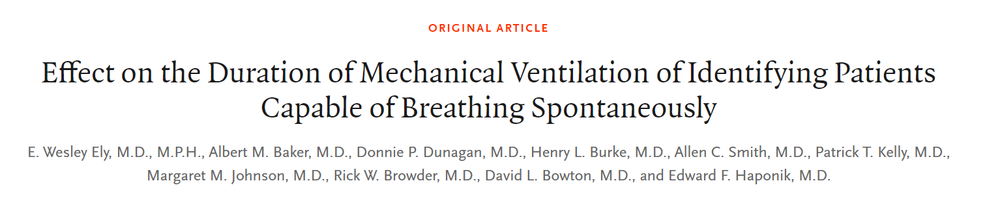 ORIGINAL ARTICLE
Effect on the Duration of Mechanical Ventilation of Identifying Patients
Capable of Breathing Spontaneously
E. Wesley Ely, M.D., M.P.H., Albert M. Baker, M.D., Donnie P. Dunagan, M.D., Henry L. Burke, M.D., Allen C. Smith, M.D., Patrick T. Kelly, M.D.,
Margaret M. Johnson, M.D., Rick W. Browder, M.D., David L. Bowton, M.D., and Edward F. Haponik, M.D.